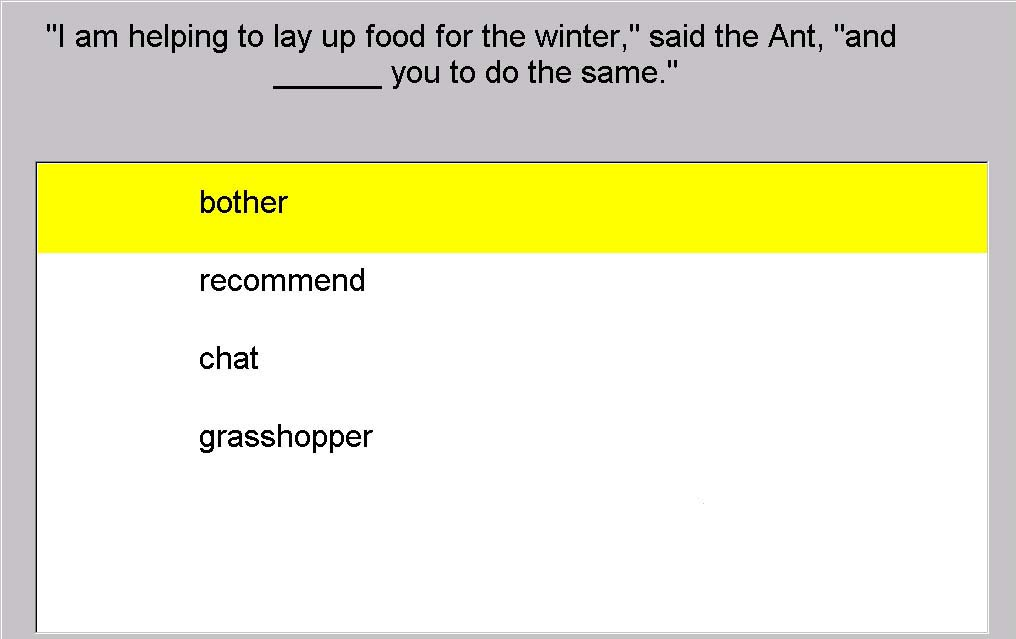 "I am helping to lay up food for the winter," said the Ant, "and
______ you to do the same."
bother
recommend
chat
grasshopper